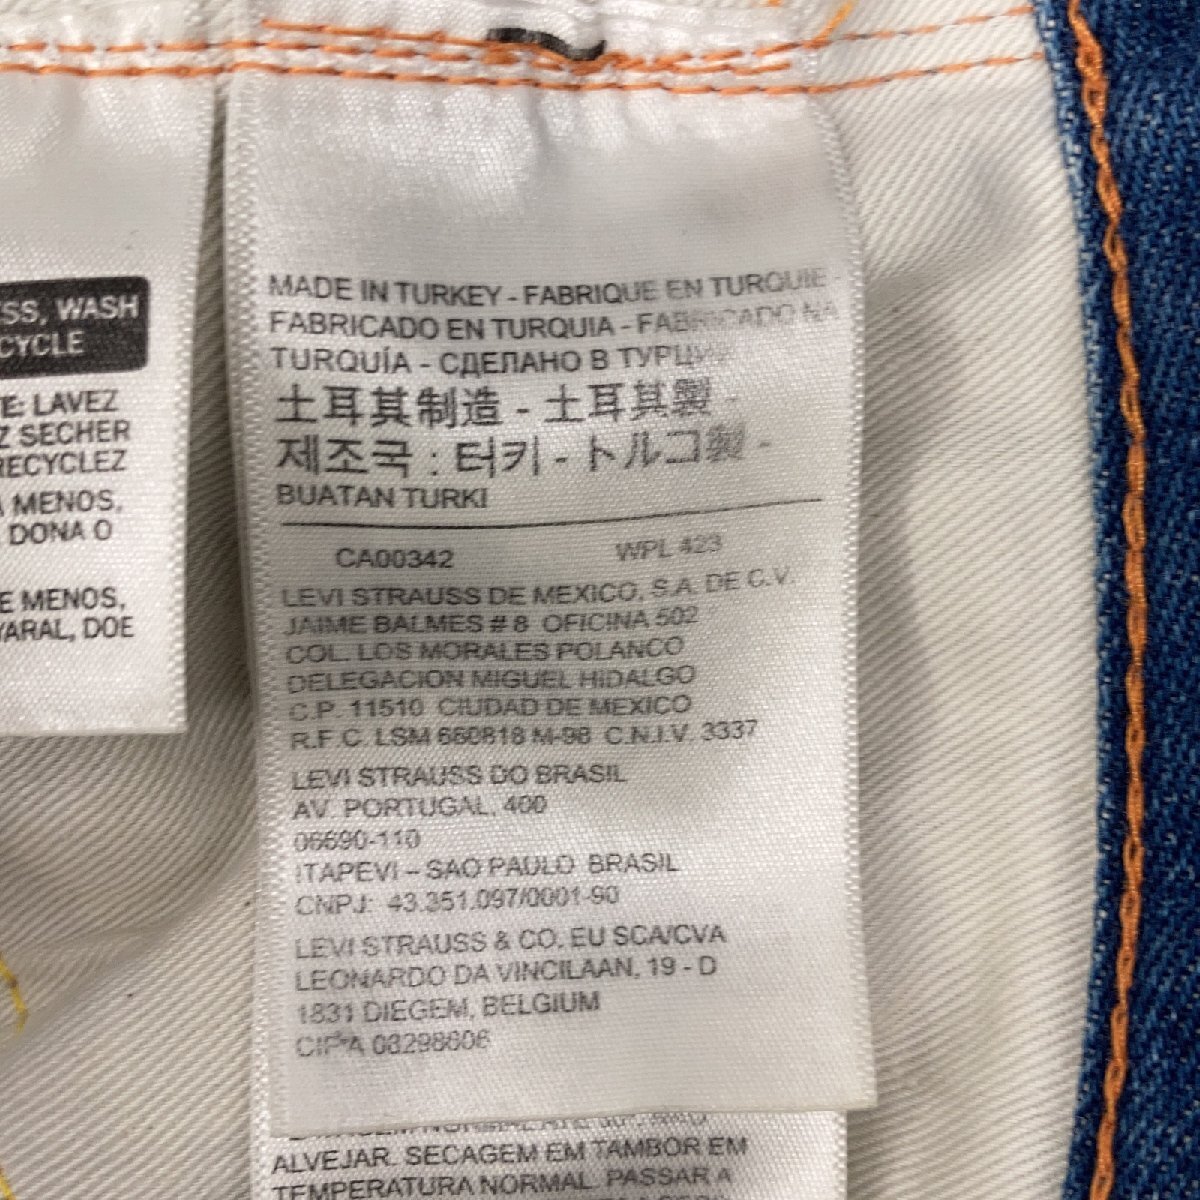 SS, WASH
CYCLE
TE: LAVEZ
Z SECHER
RECYCLEZ
A MENOS,
DONA O
E MENOS,
YARAL, DOE
MADE IN TURKEY - FABRIQUE EN TURQUIE -
FABRICADO EN TURQUIA - FABRICADO NA
TURQUÍA - СДЕЛАНО В ТУРЦИИ
土耳其制造 - 土耳其製 -
제조국 : 터키 - トルコ製 -
BUATAN TURKI
CA00342 WPL 423
LEVI STRAUSS DE MEXICO, S.A. DE C.V.
JAIME BALMES # 8 OFICINA 502
COL. LOS MORALES POLANCO
DELEGACION MIGUEL HIDALGO
C.P. 11510 CIUDAD DE MEXICO
R.F.C. LSM 660818 M-98 C.N.I.V. 3337
LEVI STRAUSS DO BRASIL
AV. PORTUGAL, 400
06690-110
ITAPEVI – SAO PAULO BRASIL
CNPJ: 43.351.097/0001-90
LEVI STRAUSS & CO. EU SCA/CVA
LEONARDO DA VINCILAAN, 19 - D
1831 DIEGEM, BELGIUM
08298606
ALVEJAR. SECAGEM EM TAMBOR EM
TEMPERATURA NORMAL. PASSAR A